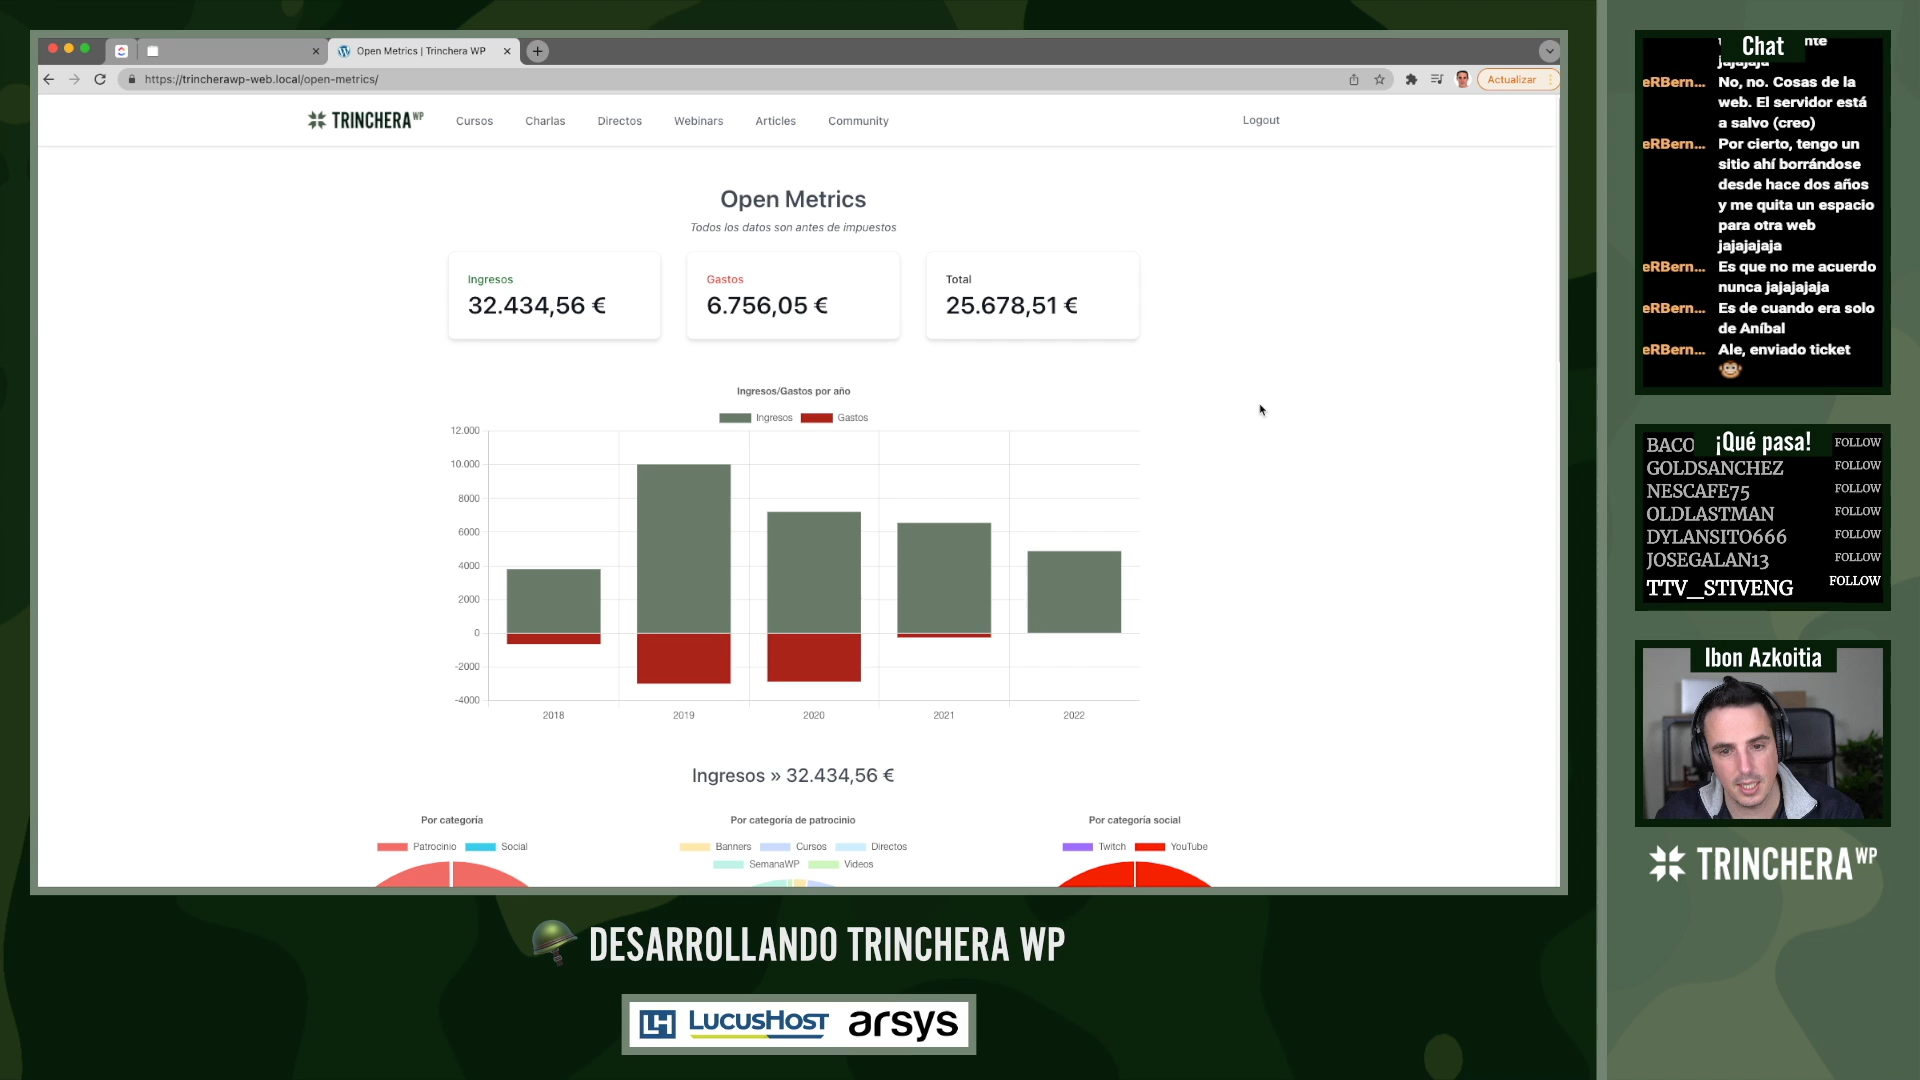 Open Metrics | Trinchera WP
https://trincherawp-web.local/open-metrics/
Actualizar
TRINCHERA WP
Cursos
Charlas
Directos
Webinars
Articles
Community
Logout
Open Metrics
Todos los datos son antes de impuestos
Ingresos
32.434,56 €
Gastos
6.756,05 €
Total
25.678,51 €
Ingresos/Gastos por año
Ingresos Gastos
12.000
10.000
8000
6000
4000
2000
0
-2000
-4000
2018 2019 2020 2021 2022
Ingresos » 32.434,56 €
Por categoría
Patrocinio Social
Por categoría de patrocinio
Banners Cursos Directos
SemanaWP Videos
Por categoría social
Twitch YouTube
DESARROLLANDO TRINCHERA WP
LH LUCUSHOST arsys
Chat
nte
jajajaja
eRBern... No, no. Cosas de la
web. El servidor está
a salvo (creo)
eRBern... Por cierto, tengo un
sitio ahí borrándose
desde hace dos años
y me quita un espacio
para otra web
jajajajaja
eRBern... Es que no me acuerdo
nunca jajajajaja
eRBern... Es de cuando era solo
de Aníbal
eRBern... Ale, enviado ticket
¡Qué pasa!
BACO FOLLOW
GOLDSANCHEZ FOLLOW
NESCAFE75 FOLLOW
OLDLASTMAN FOLLOW
DYLANSITO666 FOLLOW
JOSEGALAN13 FOLLOW
TTV_STIVENG FOLLOW
Ibon Azkoitia
TRINCHERA WP